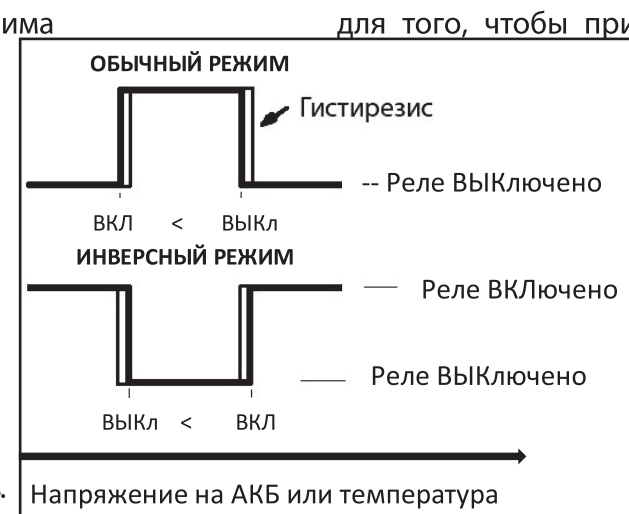 има для того, чтобы при
ОБЫЧНЫЙ РЕЖИМ
Гистирезис
-- Реле ВЫКлючено
ВКЛ < ВЫКл
ИНВЕРСНЫЙ РЕЖИМ
Реле ВКЛючено
Реле ВЫКлючено
ВЫКл < ВКЛ
Напряжение на АКБ или температура